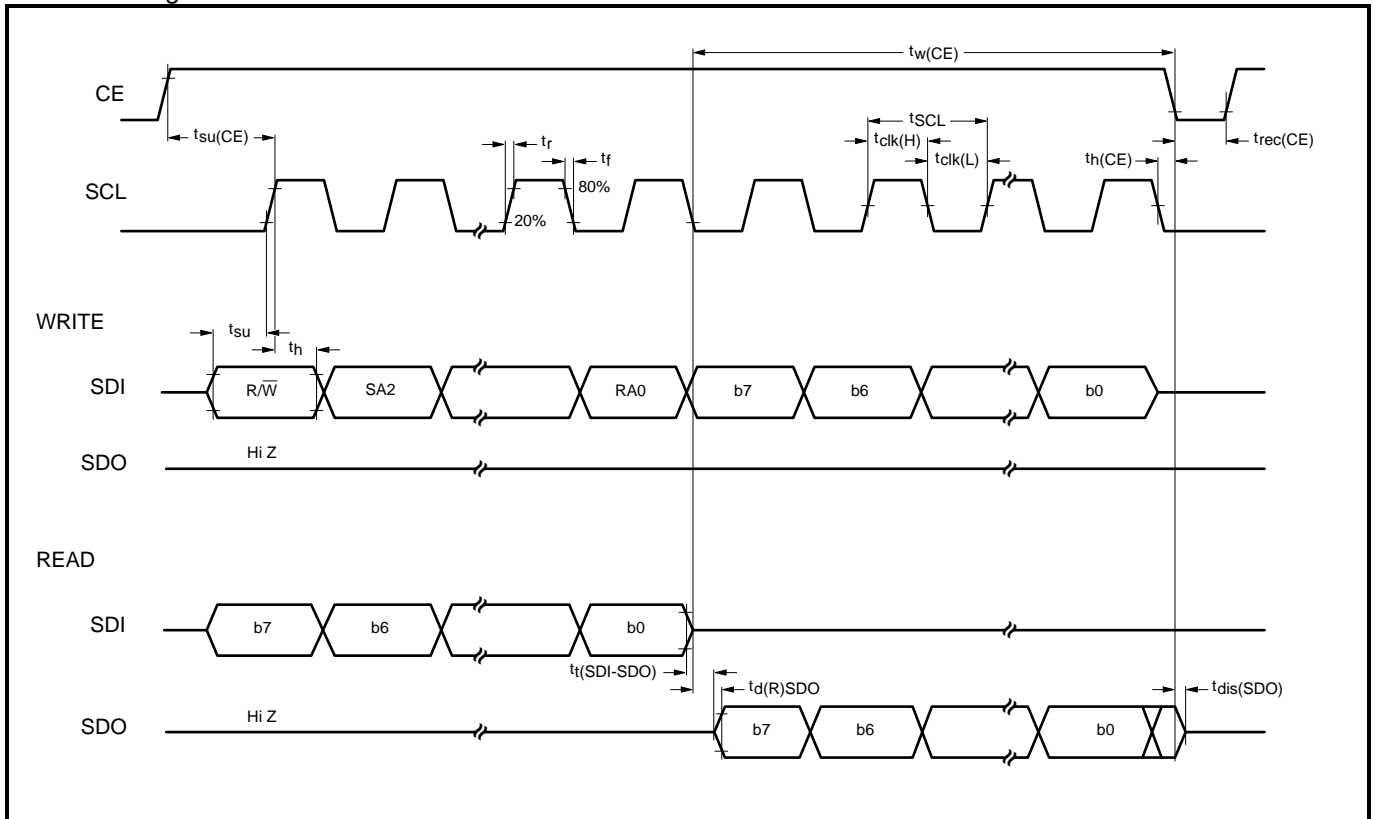 tw(CE)
CE
tSCL
tsu(CE)
tclk(H)
trec(CE)
tr
tf
tclk(L)
th(CE)
SCL
80%
20%
WRITE
tsu
th
SDI
R/W̅
SA2
RA0
b7
b6
b0
SDO
Hi Z
READ
SDI
b7
b6
b0
tt(SDI-SDO)
td(R)SDO
tdis(SDO)
SDO
Hi Z
b7
b6
b0